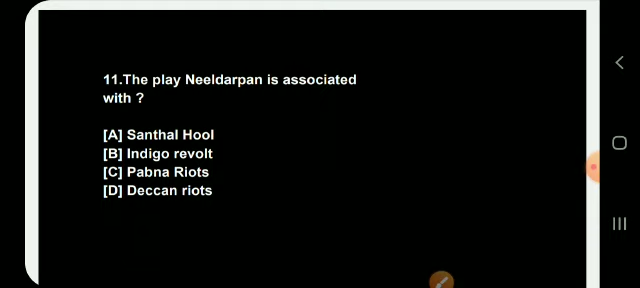 11.The play Neeldarpan is associated
with ?
[A] Santhal Hool
[B] Indigo revolt
[C] Pabna Riots
[D] Deccan riots